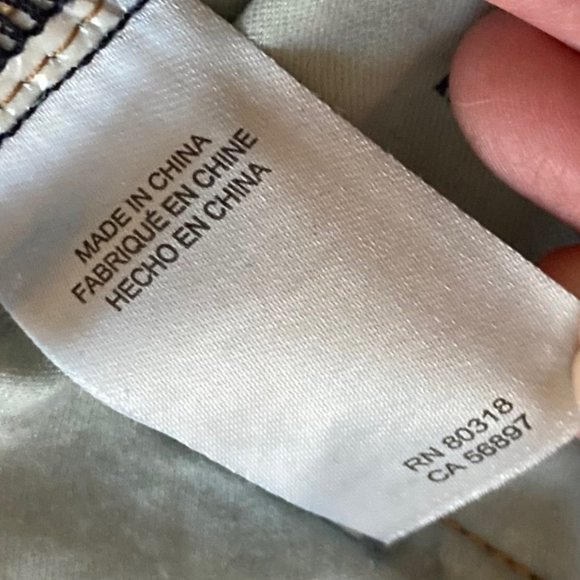 MADE IN CHINA
FABRIQUÉ EN CHINE
HECHO EN CHINA
RN 80318
CA 56897